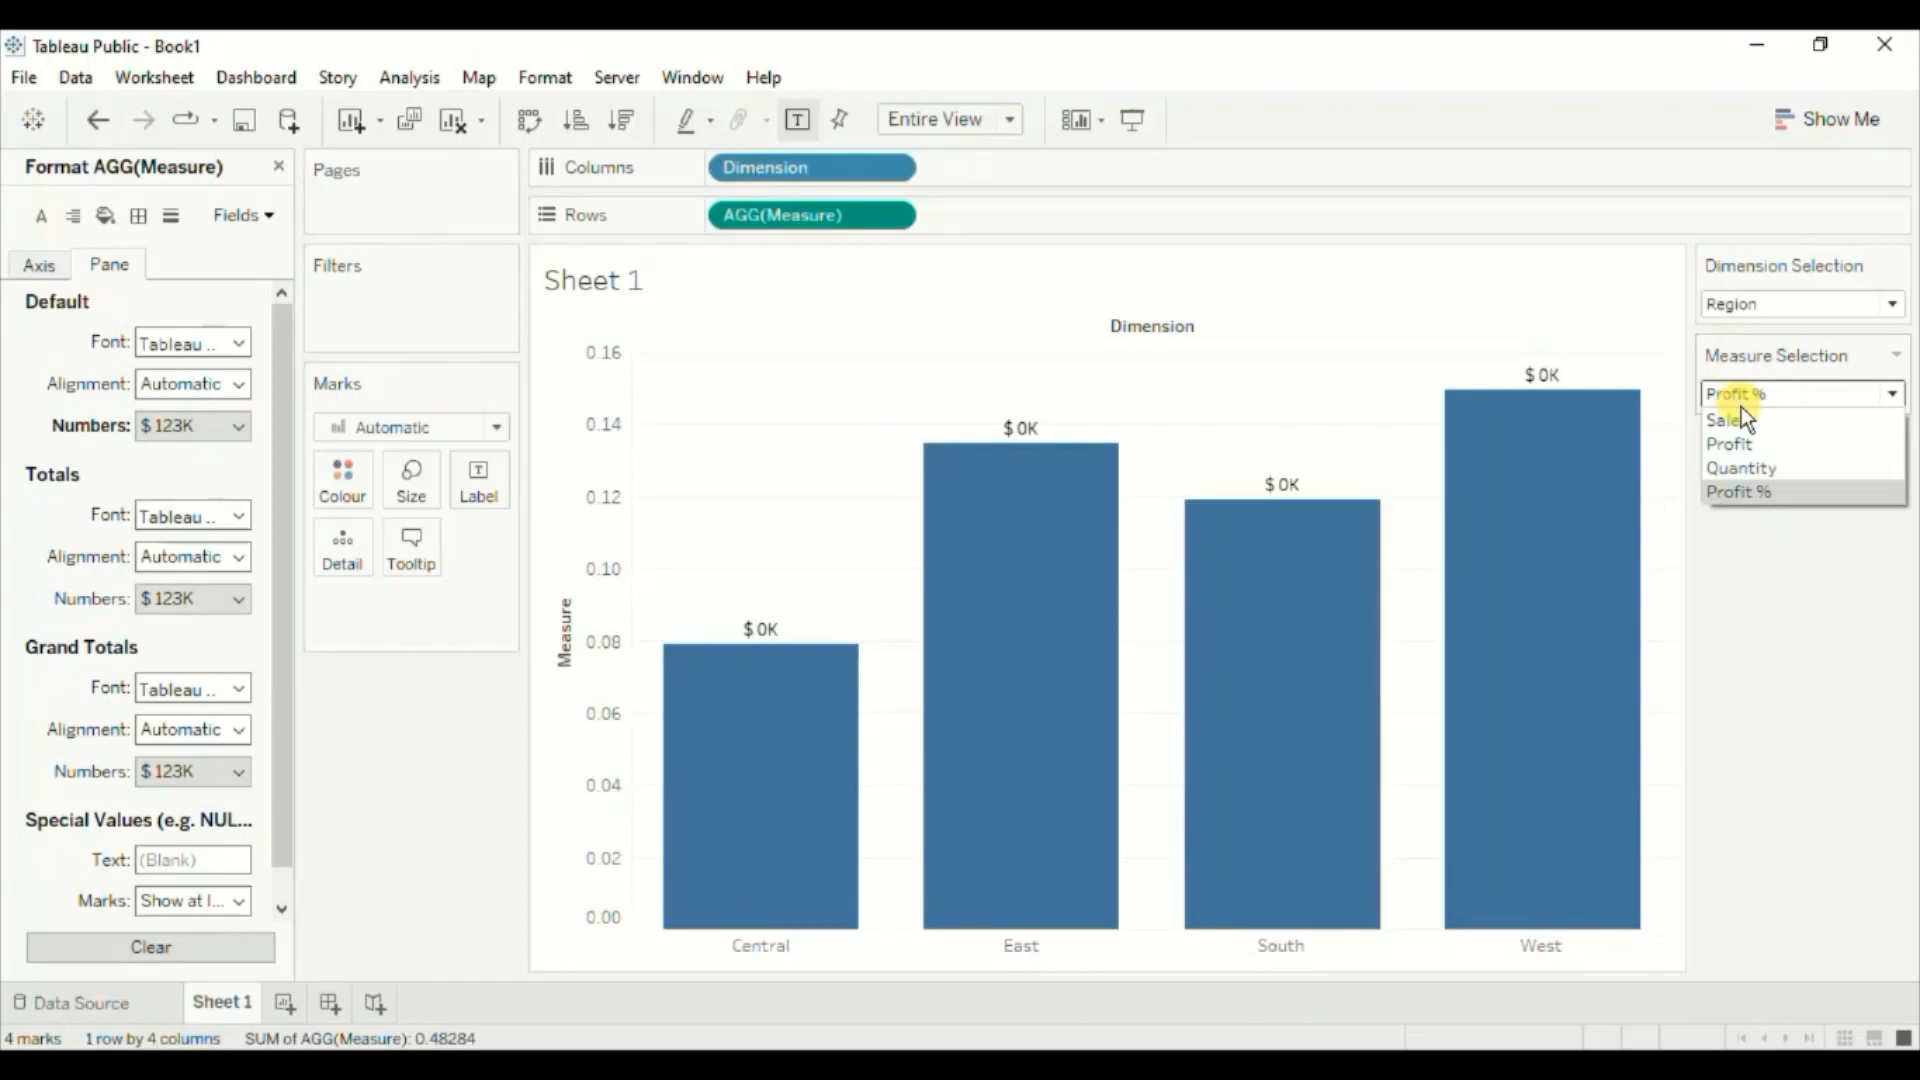 Tableau Public - Book1
File Data Worksheet Dashboard Story Analysis Map Format Server Window Help
Entire View
Show Me
Format AGG(Measure)
Fields
Axis Pane
Default
Font: Tableau ..
Alignment: Automatic
Numbers: $ 123K
Totals
Font: Tableau ..
Alignment: Automatic
Numbers: $ 123K
Grand Totals
Font: Tableau ..
Alignment: Automatic
Numbers: $ 123K
Special Values (e.g. NUL...
Text: (Blank)
Marks: Show at I...
Clear
Pages
Filters
Marks
Automatic
Colour Size Label
Detail Tooltip
Columns Dimension
Rows AGG(Measure)
Sheet 1
Dimension
Measure
0.16
0.14
0.12
0.10
0.08
0.06
0.04
0.02
0.00
$ 0K
$ 0K
$ 0K
$ 0K
Central East South West
Dimension Selection
Region
Measure Selection
Profit %
Profit
Quantity
Profit %
Data Source Sheet 1
4 marks 1 row by 4 columns SUM of AGG(Measure): 0.48284